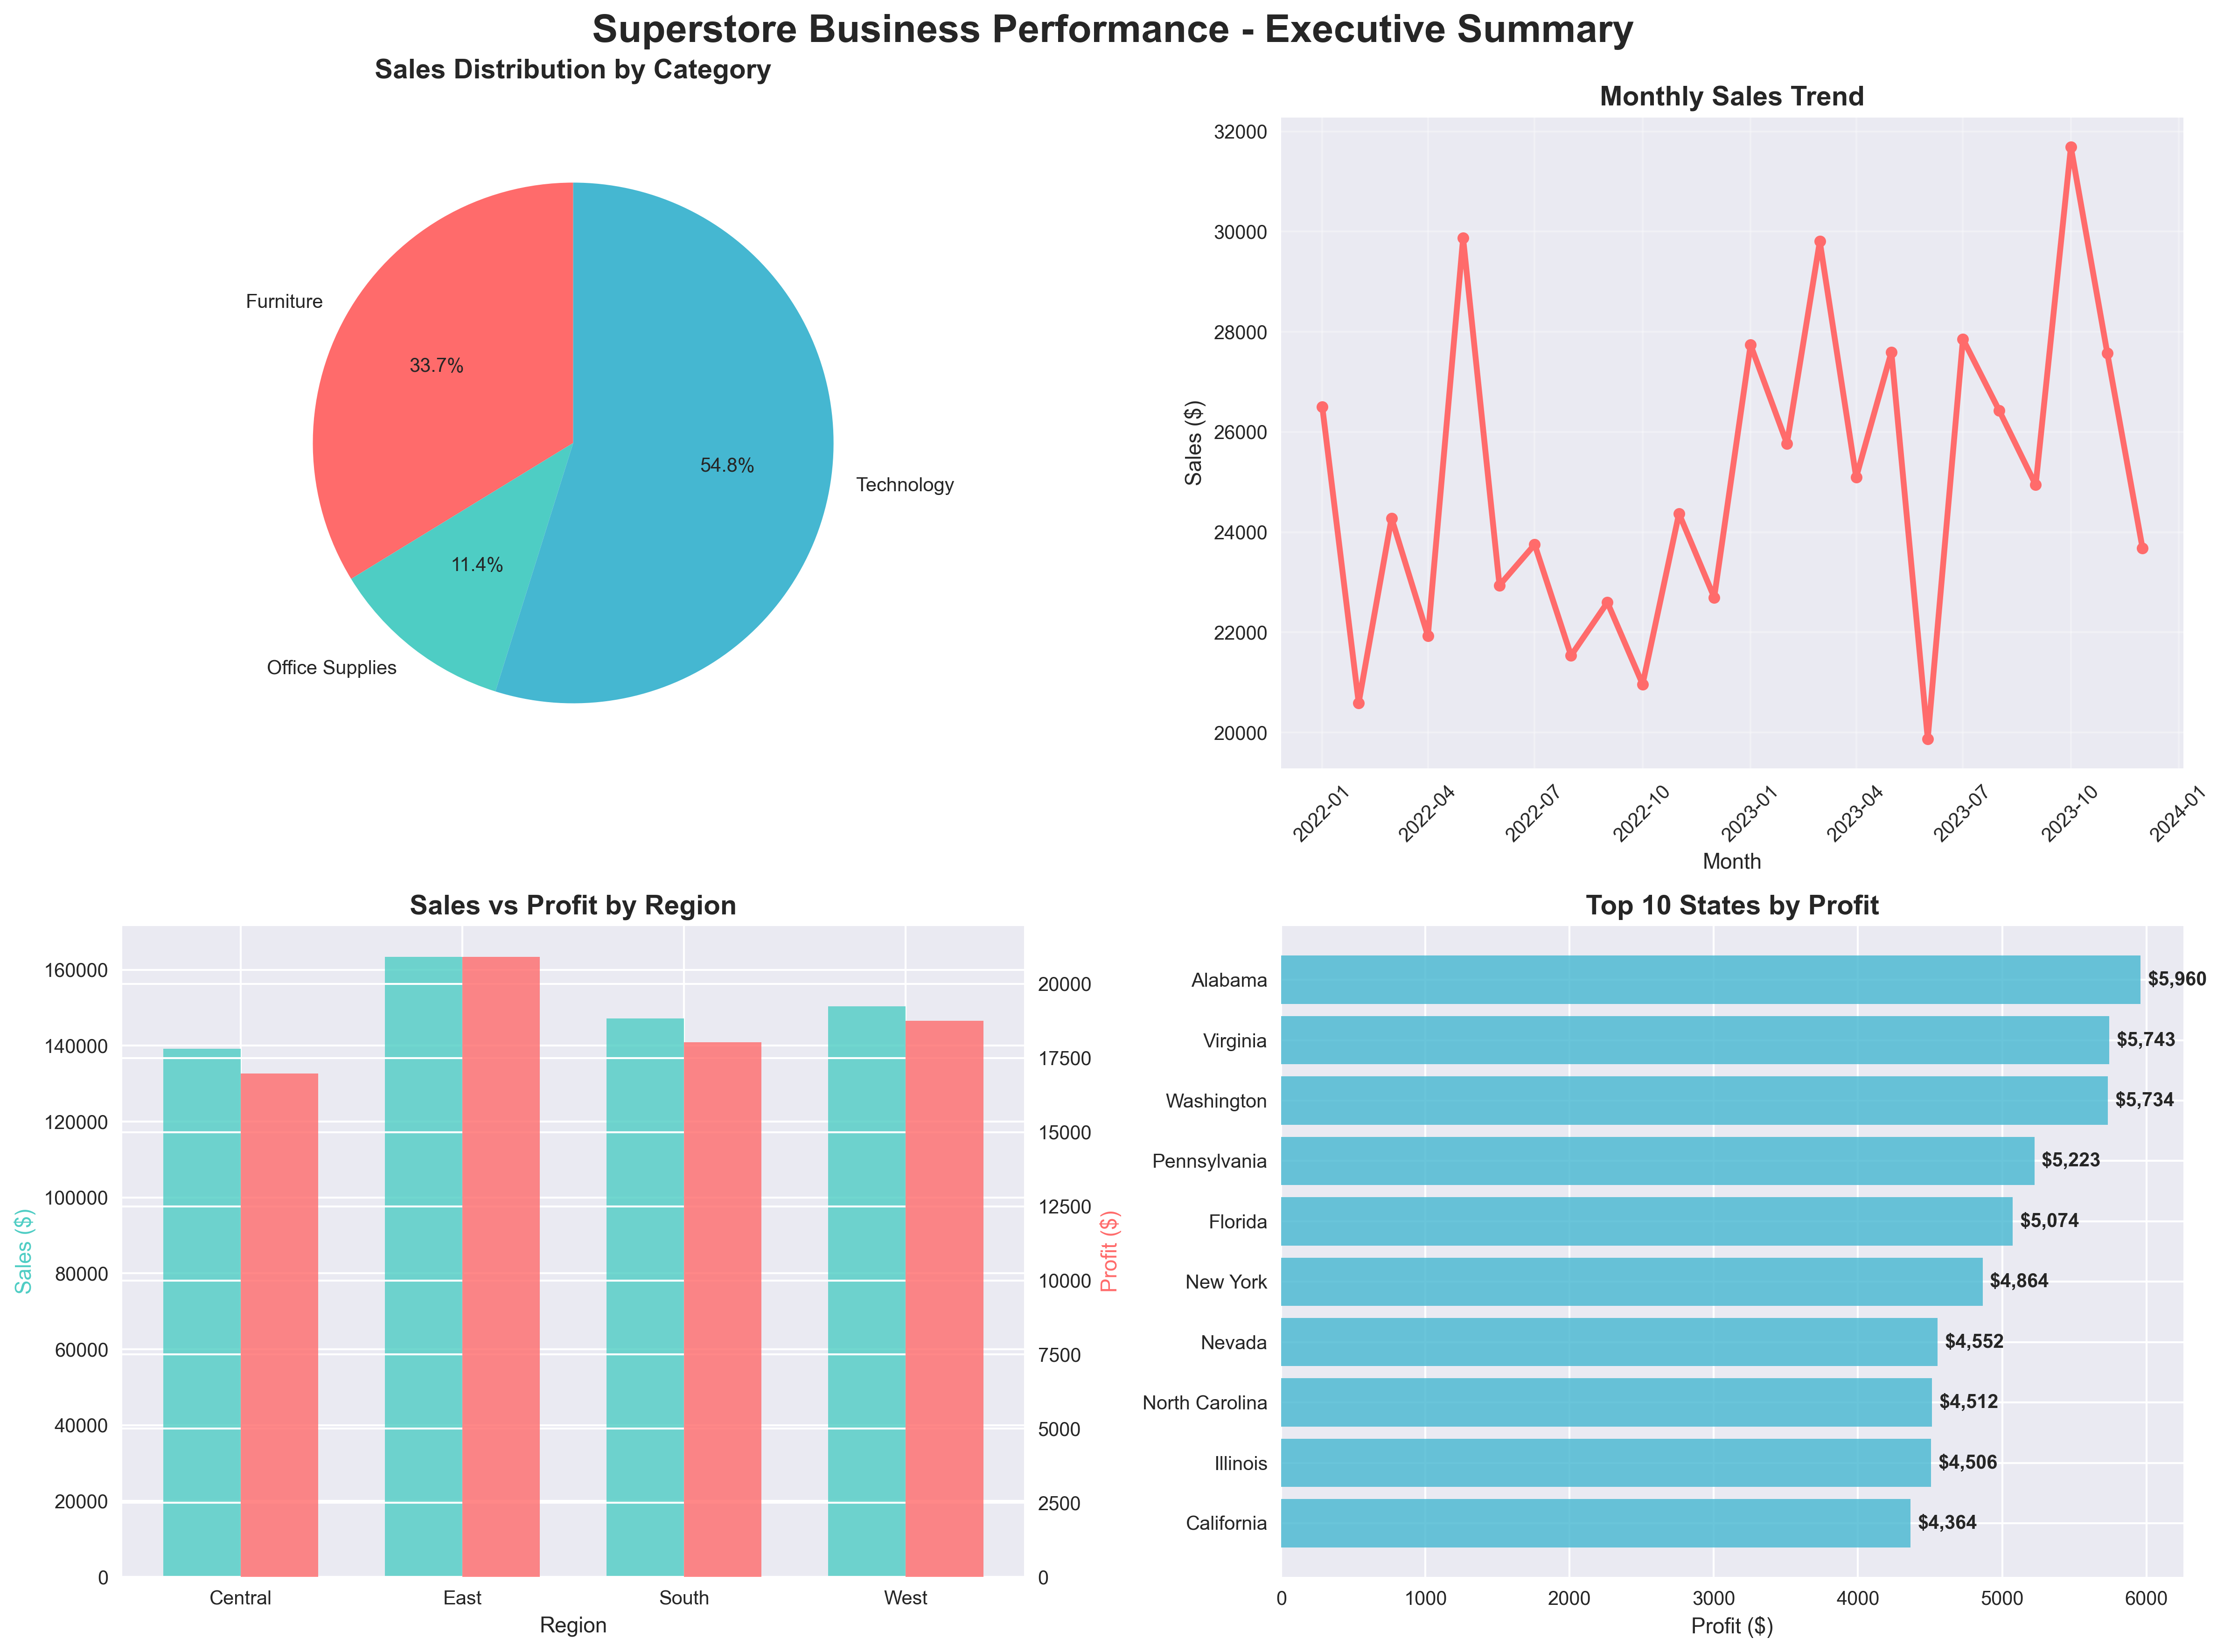 Superstore Business Performance - Executive Summary
Sales Distribution by Category
Furniture
33.7%
54.8%
Technology
11.4%
Office Supplies
Monthly Sales Trend
32000
30000
28000
26000
24000
22000
20000
Sales ($)
2022-01
2022-04
2022-07
2022-10
2023-01
2023-04
2023-07
2023-10
2024-01
Month
Sales vs Profit by Region
160000
140000
120000
100000
80000
60000
40000
20000
0
Sales ($)
20000
17500
15000
12500
10000
7500
5000
2500
0
Profit ($)
Central
East
South
West
Region
Top 10 States by Profit
Alabama $5,960
Virginia $5,743
Washington $5,734
Pennsylvania $5,223
Florida $5,074
New York $4,864
Nevada $4,552
North Carolina $4,512
Illinois $4,506
California $4,364
0 1000 2000 3000 4000 5000 6000
Profit ($)